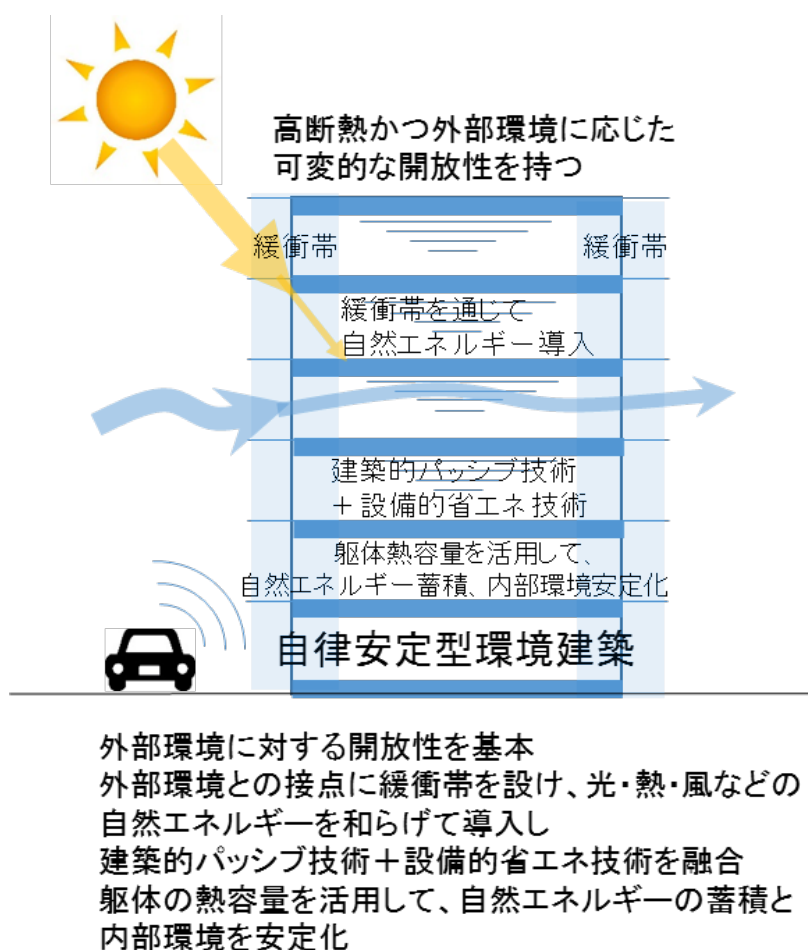 高断熱かつ外部環境に応じた
可変的な開放性を持つ
緩衝帯
緩衝帯
緩衝帯を通じて
自然エネルギー導入
建築的パッシブ技術
＋設備的省エネ技術
躯体熱容量を活用して、
自然エネルギー蓄積、内部環境安定化
自律安定型環境建築
外部環境に対する開放性を基本
外部環境との接点に緩衝帯を設け、光・熱・風などの
自然エネルギーを和らげて導入し
建築的パッシブ技術＋設備的省エネ技術を融合
躯体の熱容量を活用して、自然エネルギーの蓄積と
内部環境を安定化